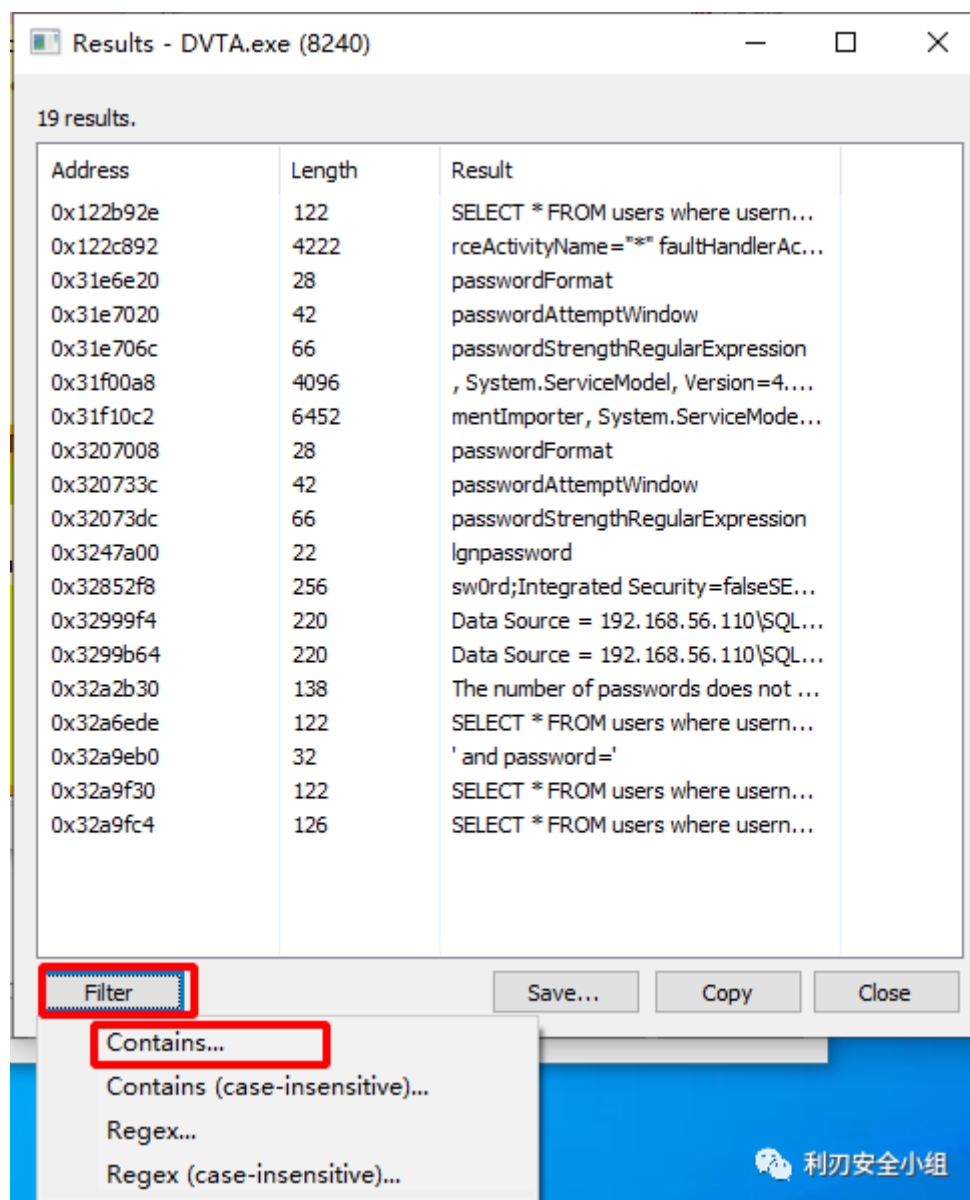 Results - DVTA.exe (8240)
19 results.
Address Length Result
0x122b92e 122 SELECT * FROM users where usern...
0x122c892 4222 rceActivityName="*" faultHandlerAc...
0x31e6e20 28 passwordFormat
0x31e7020 42 passwordAttemptWindow
0x31e706c 66 passwordStrengthRegularExpression
0x31f00a8 4096 , System.ServiceModel, Version=4....
0x31f10c2 6452 mentImporter, System.ServiceMode...
0x3207008 28 passwordFormat
0x320733c 42 passwordAttemptWindow
0x32073dc 66 passwordStrengthRegularExpression
0x3247a00 22 lgnpassword
0x32852f8 256 sw0rd;Integrated Security=falseSE...
0x32999f4 220 Data Source = 192.168.56.110\SQL...
0x3299b64 220 Data Source = 192.168.56.110\SQL...
0x32a2b30 138 The number of passwords does not ...
0x32a6ede 122 SELECT * FROM users where usern...
0x32a9eb0 32 ' and password='
0x32a9f30 122 SELECT * FROM users where usern...
0x32a9fc4 126 SELECT * FROM users where usern...
Filter Save... Copy Close
Contains...
Contains (case-insensitive)...
Regex...
Regex (case-insensitive)...
利刃安全小组